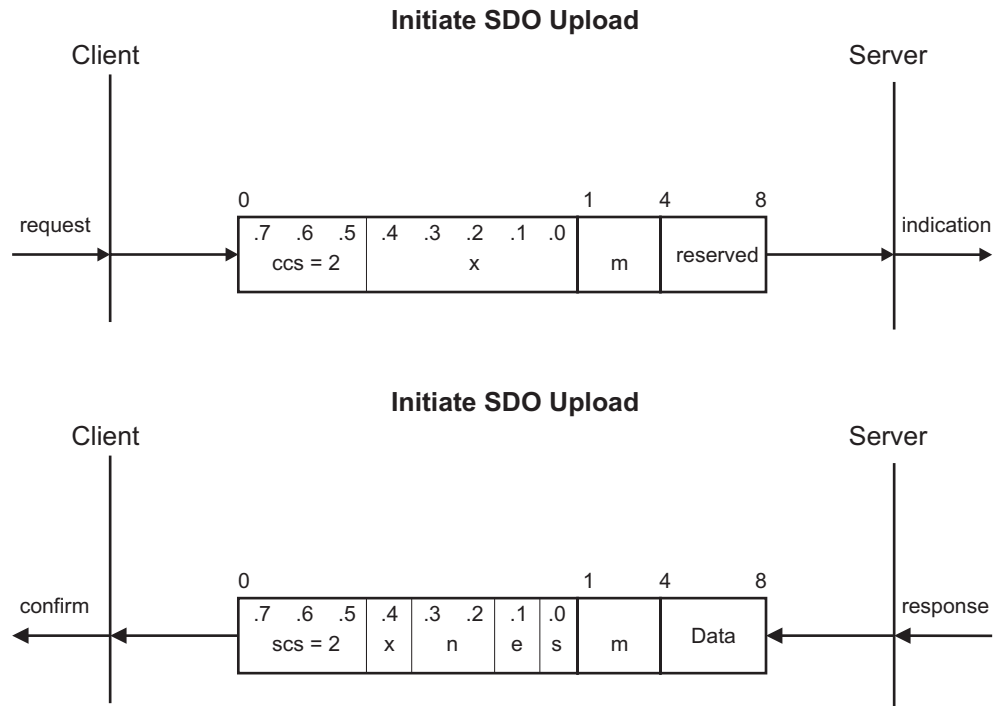 Initiate SDO Upload
Client Server
0 1 4 8
request indication
.7 .6 .5 .4 .3 .2 .1 .0
ccs = 2 x m reserved
Initiate SDO Upload
Client Server
0 1 4 8
confirm response
.7 .6 .5 .4 .3 .2 .1 .0
scs = 2 x n e s m Data